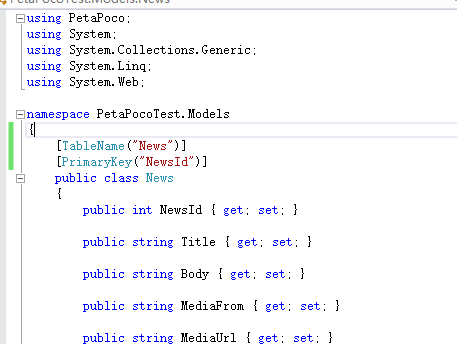 PetaPocoTest.Models.News
using PetaPoco;
using System;
using System.Collections.Generic;
using System.Linq;
using System.Web;
namespace PetaPocoTest.Models
{
[TableName("News")]
[PrimaryKey("NewsId")]
public class News
{
public int NewsId { get; set; }
public string Title { get; set; }
public string Body { get; set; }
public string MediaFrom { get; set; }
public string MediaUrl { get; set; }